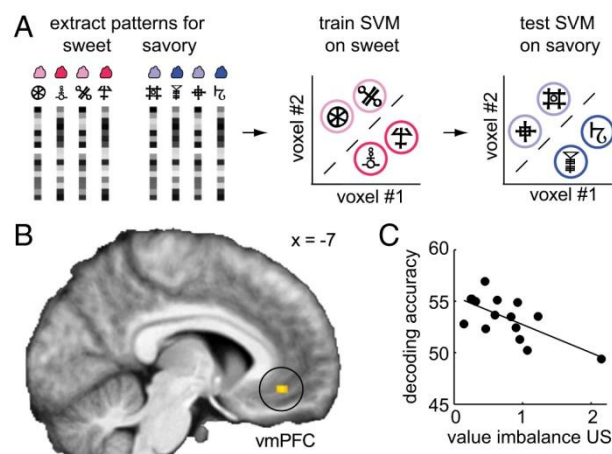 A
extract patterns for
sweet savory
train SVM
on sweet
voxel #2
voxel #1
test SVM
on savory
voxel #2
voxel #1
B
x = -7
vmPFC
C
decoding accuracy
60
55
50
45
0 1 2
value imbalance US